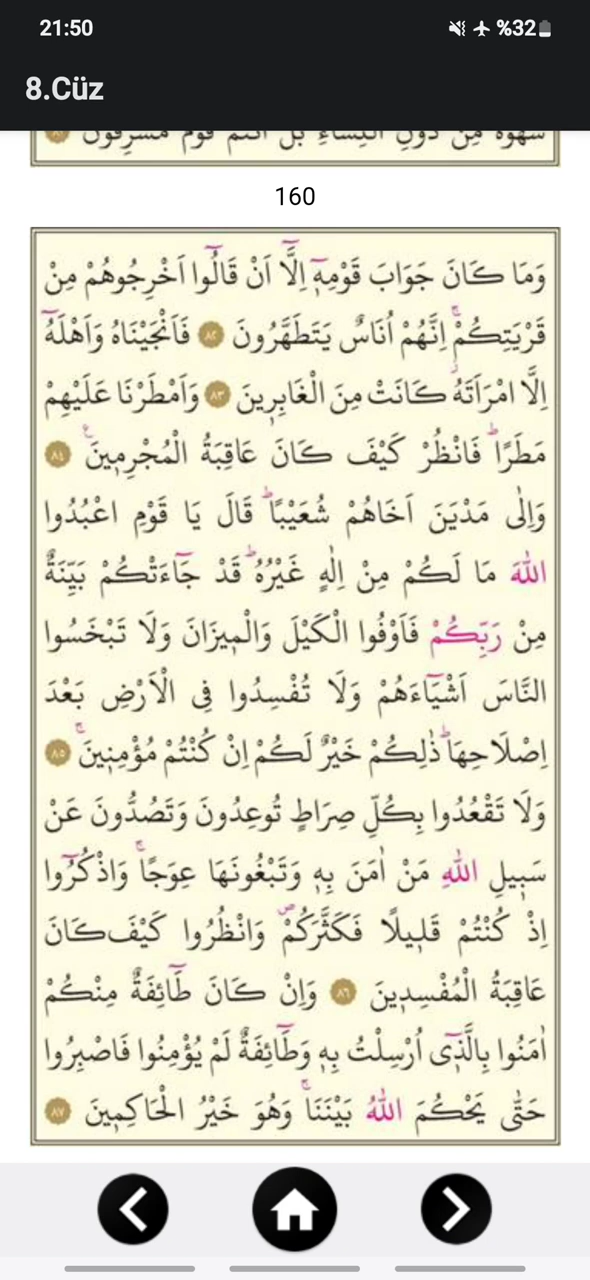 21:50
%32
8.Cüz
شَهْوَةً مِنْ دُونِ النِّسَاءِ بَلْ اَنْتُمْ قَوْمٌ مُسْرِفُونَ
160
وَمَا كَانَ جَوَابَ قَوْمِهٖٓ اِلَّٓا اَنْ قَالُٓوا اَخْرِجُوهُمْ مِنْ
قَرْيَتِكُمْۚ اِنَّهُمْ اُنَاسٌ يَتَطَهَّرُونَ ﴿٨٢﴾ فَاَنْجَيْنَاهُ وَاَهْلَهُٓ
اِلَّا امْرَاَتَهُۘ كَانَتْ مِنَ الْغَابِرٖينَ ﴿٨٣﴾ وَاَمْطَرْنَا عَلَيْهِمْ
مَطَرًاۜ فَانْظُرْ كَيْفَ كَانَ عَاقِبَةُ الْمُجْرِمٖينَ ﴿٨٤﴾
وَاِلٰى مَدْيَنَ اَخَاهُمْ شُعَيْبًاۜ قَالَ يَا قَوْمِ اعْبُدُوا
اللّٰهَ مَا لَكُمْ مِنْ اِلٰهٍ غَيْرُهُۜ قَدْ جَٓاءَتْكُمْ بَيِّنَةٌ
مِنْ رَبِّكُمْ فَاَوْفُوا الْكَيْلَ وَالْمٖيزَانَ وَلَا تَبْخَسُوا
النَّاسَ اَشْيَٓاءَهُمْ وَلَا تُفْسِدُوا فِى الْاَرْضِ بَعْدَ
اِصْلَاحِهَاۜ ذٰلِكُمْ خَيْرٌ لَكُمْ اِنْ كُنْتُمْ مُؤْمِنٖينَۚ ﴿٨٥﴾
وَلَا تَقْعُدُوا بِكُلِّ صِرَاطٍ تُوعِدُونَ وَتَصُدُّونَ عَنْ
سَبٖيلِ اللّٰهِ مَنْ اٰمَنَ بِهٖ وَتَبْغُونَهَا عِوَجًاۚ وَاذْكُرُٓوا
اِذْ كُنْتُمْ قَلٖيلًا فَكَثَّرَكُمْۖ وَانْظُرُوا كَيْفَ كَانَ
عَاقِبَةُ الْمُفْسِدٖينَ ﴿٨٦﴾ وَاِنْ كَانَ طَٓائِفَةٌ مِنْكُمْ
اٰمَنُوا بِالَّذٖٓى اُرْسِلْتُ بِهٖ وَطَٓائِفَةٌ لَمْ يُؤْمِنُوا فَاصْبِرُوا
حَتّٰى يَحْكُمَ اللّٰهُ بَيْنَنَاۚ وَهُوَ خَيْرُ الْحَاكِمٖينَ ﴿٨٧﴾